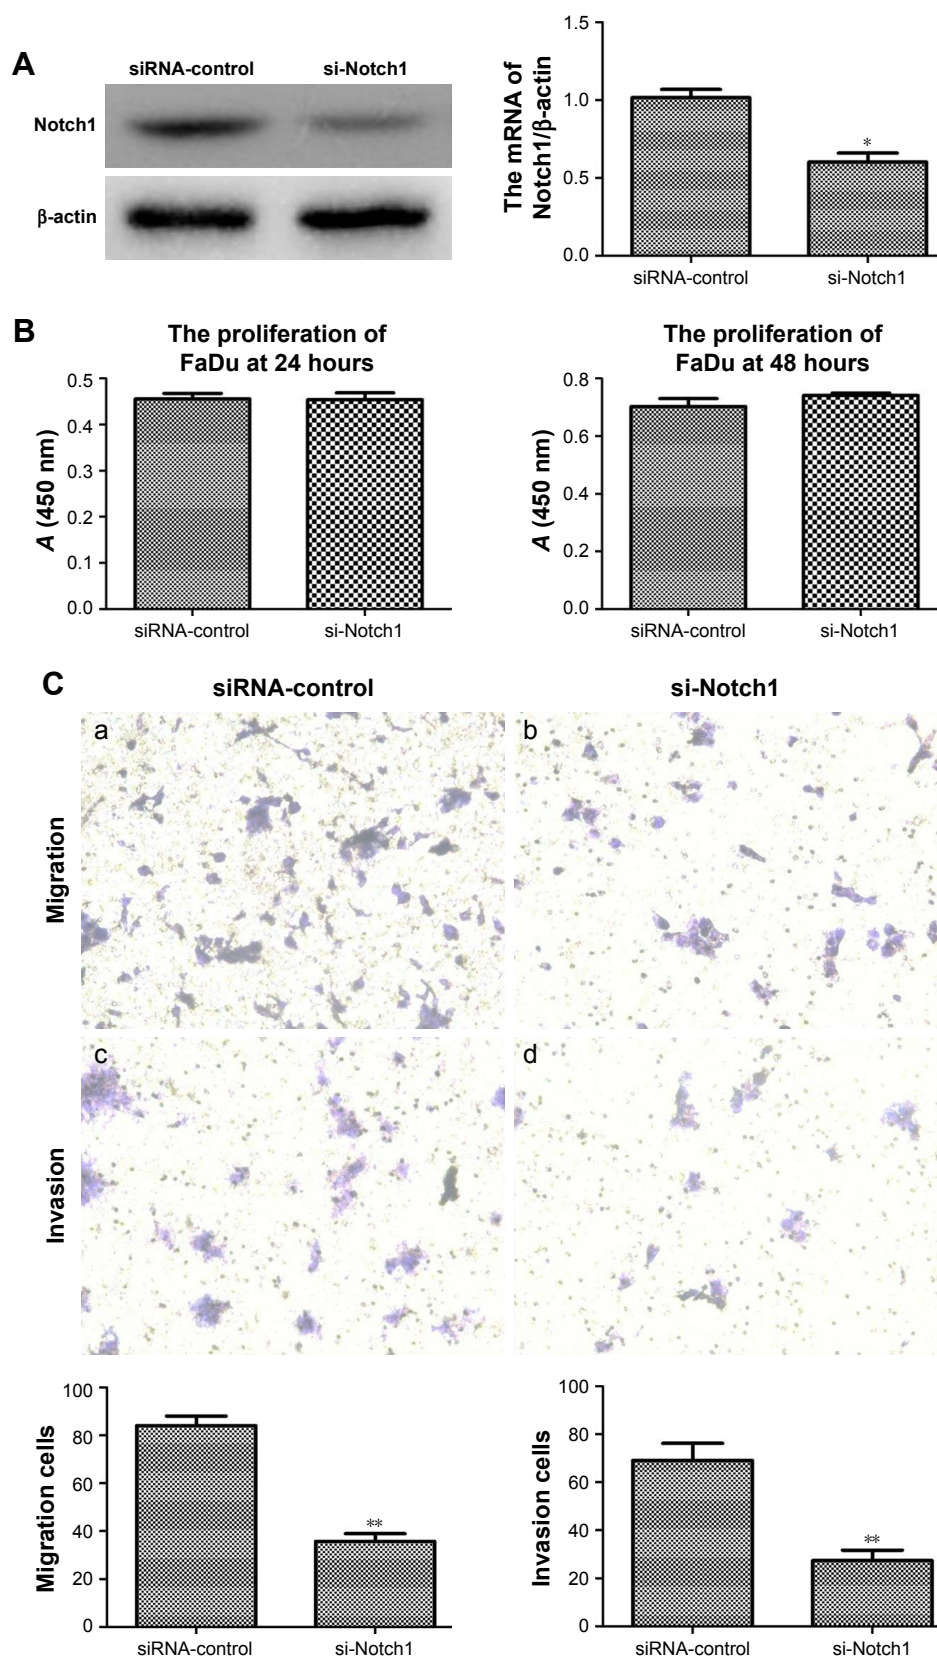 A
siRNA-control si-Notch1
Notch1
β-actin
The mRNA of
Notch1/β-actin
1.5
1.0
0.5
0.0
*
siRNA-control si-Notch1
B
The proliferation of
FaDu at 24 hours
A (450 nm)
0.5
0.4
0.3
0.2
0.1
0.0
siRNA-control si-Notch1
The proliferation of
FaDu at 48 hours
A (450 nm)
0.8
0.6
0.4
0.2
0.0
siRNA-control si-Notch1
C
siRNA-control si-Notch1
Migration
a b
Invasion
c d
Migration cells
100
80
60
40
20
0
**
siRNA-control si-Notch1
Invasion cells
100
80
60
40
20
0
**
siRNA-control si-Notch1